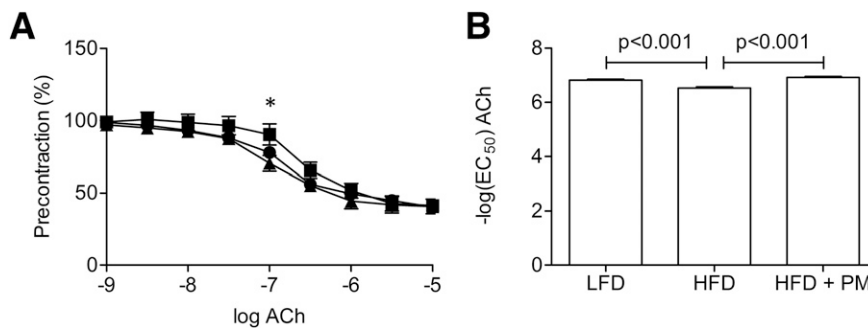 A
Precontraction (%)
150
100
50
0
*
-9
-8
-7
-6
-5
log ACh
B
-log(EC50) ACh
8
6
4
2
0
p<0.001
p<0.001
LFD
HFD
HFD + PM